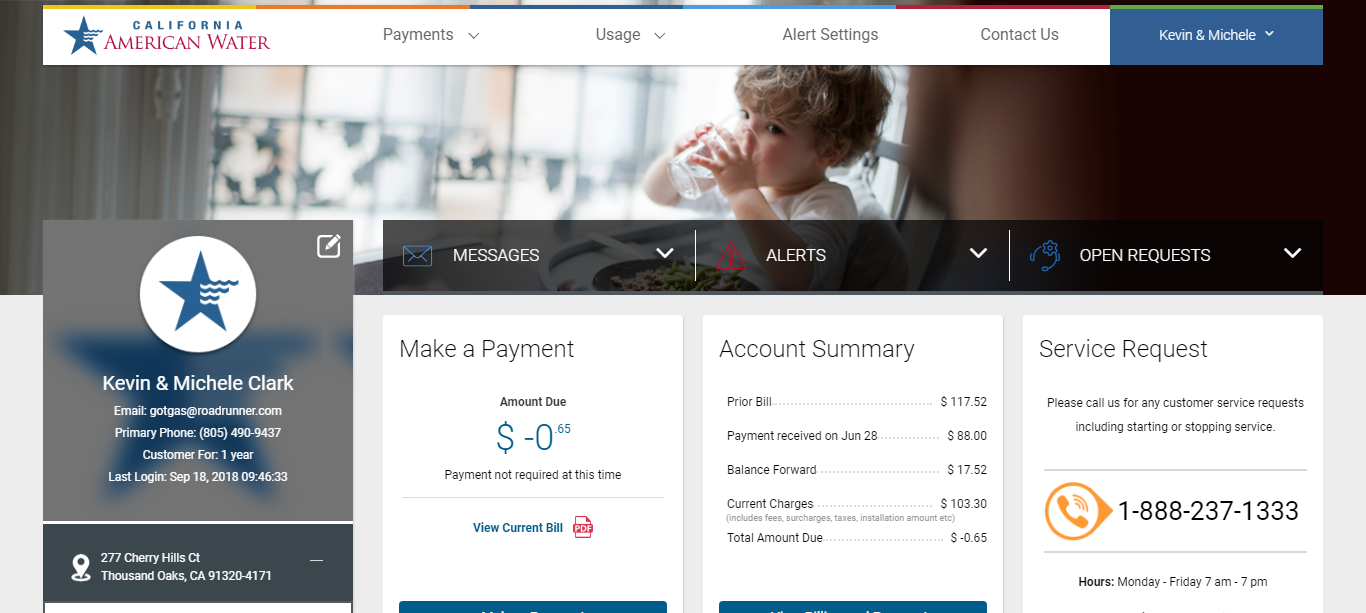 CALIFORNIA
AMERICAN WATER
Payments
Usage
Alert Settings
Contact Us
Kevin & Michele
MESSAGES
ALERTS
OPEN REQUESTS
Kevin & Michele Clark
Email: gotgas@roadrunner.com
Primary Phone: (805) 490-9437
Customer For: 1 year
Last Login: Sep 18, 2018 09:46:33
277 Cherry Hills Ct
Thousand Oaks, CA 91320-4171
Make a Payment
Amount Due
$ -0.65
Payment not required at this time
View Current Bill PDF
Account Summary
Prior Bill $ 117.52
Payment received on Jun 28 $ 88.00
Balance Forward $ 17.52
Current Charges $ 103.30
(includes fees, surcharges, taxes, installation amount etc)
Total Amount Due $ -0.65
Service Request
Please call us for any customer service requests
including starting or stopping service.
1-888-237-1333
Hours: Monday - Friday 7 am - 7 pm